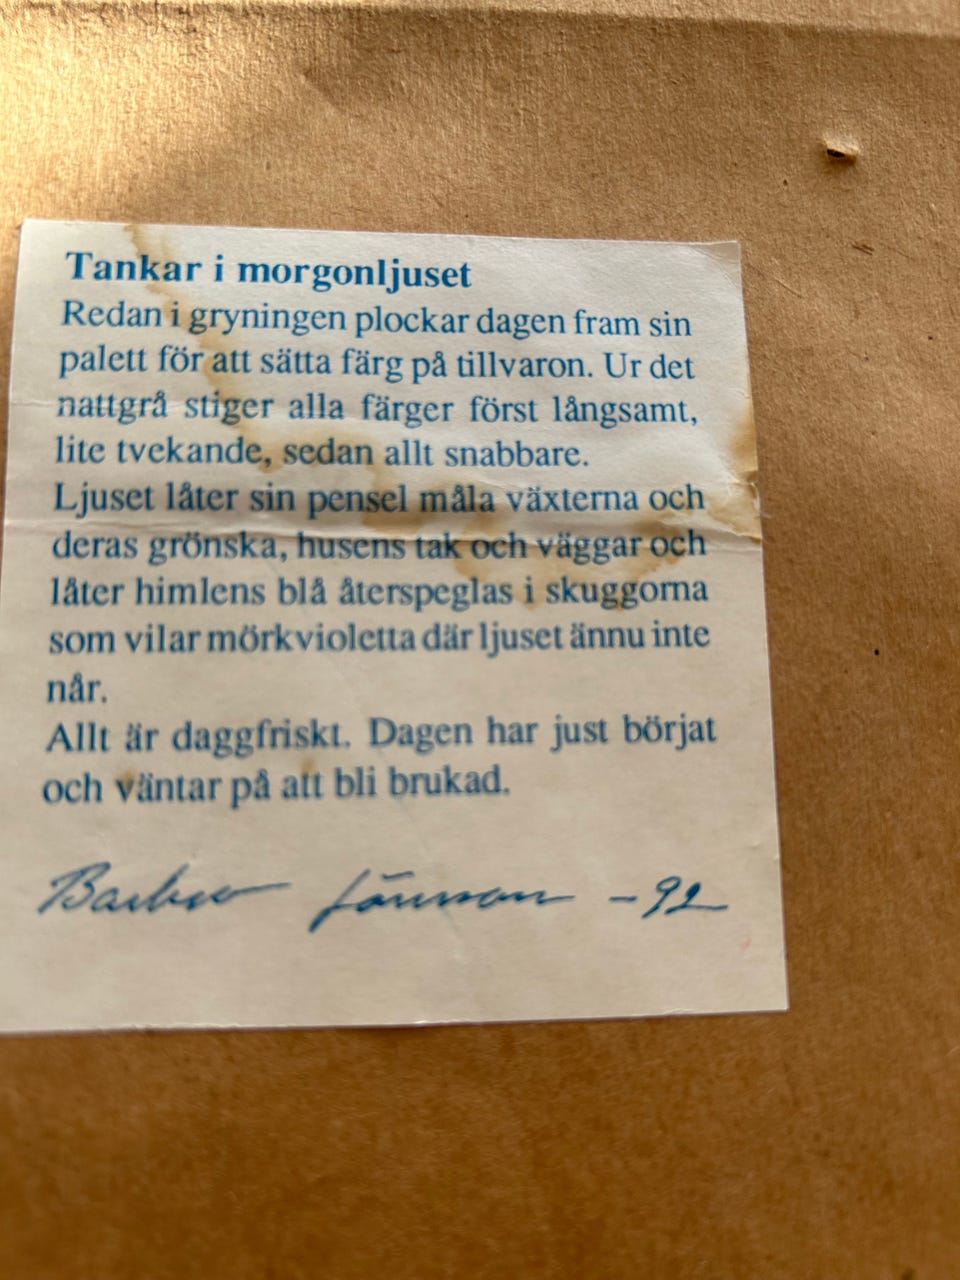 Tankar i morgonljuset
Redan i gryningen plockar dagen fram sin
palett för att sätta färg på tillvaron. Ur det
nattgrå stiger alla färger först långsamt,
lite tvekande, sedan allt snabbare.
Ljuset låter sin pensel måla växterna och
deras grönska, husens tak och väggar och
låter himlens blå återspeglas i skuggorna
som vilar mörkvioletta där ljuset ännu inte
når.
Allt är daggfriskt. Dagen har just börjat
och väntar på att bli brukad.
Barbro Jönsson -92